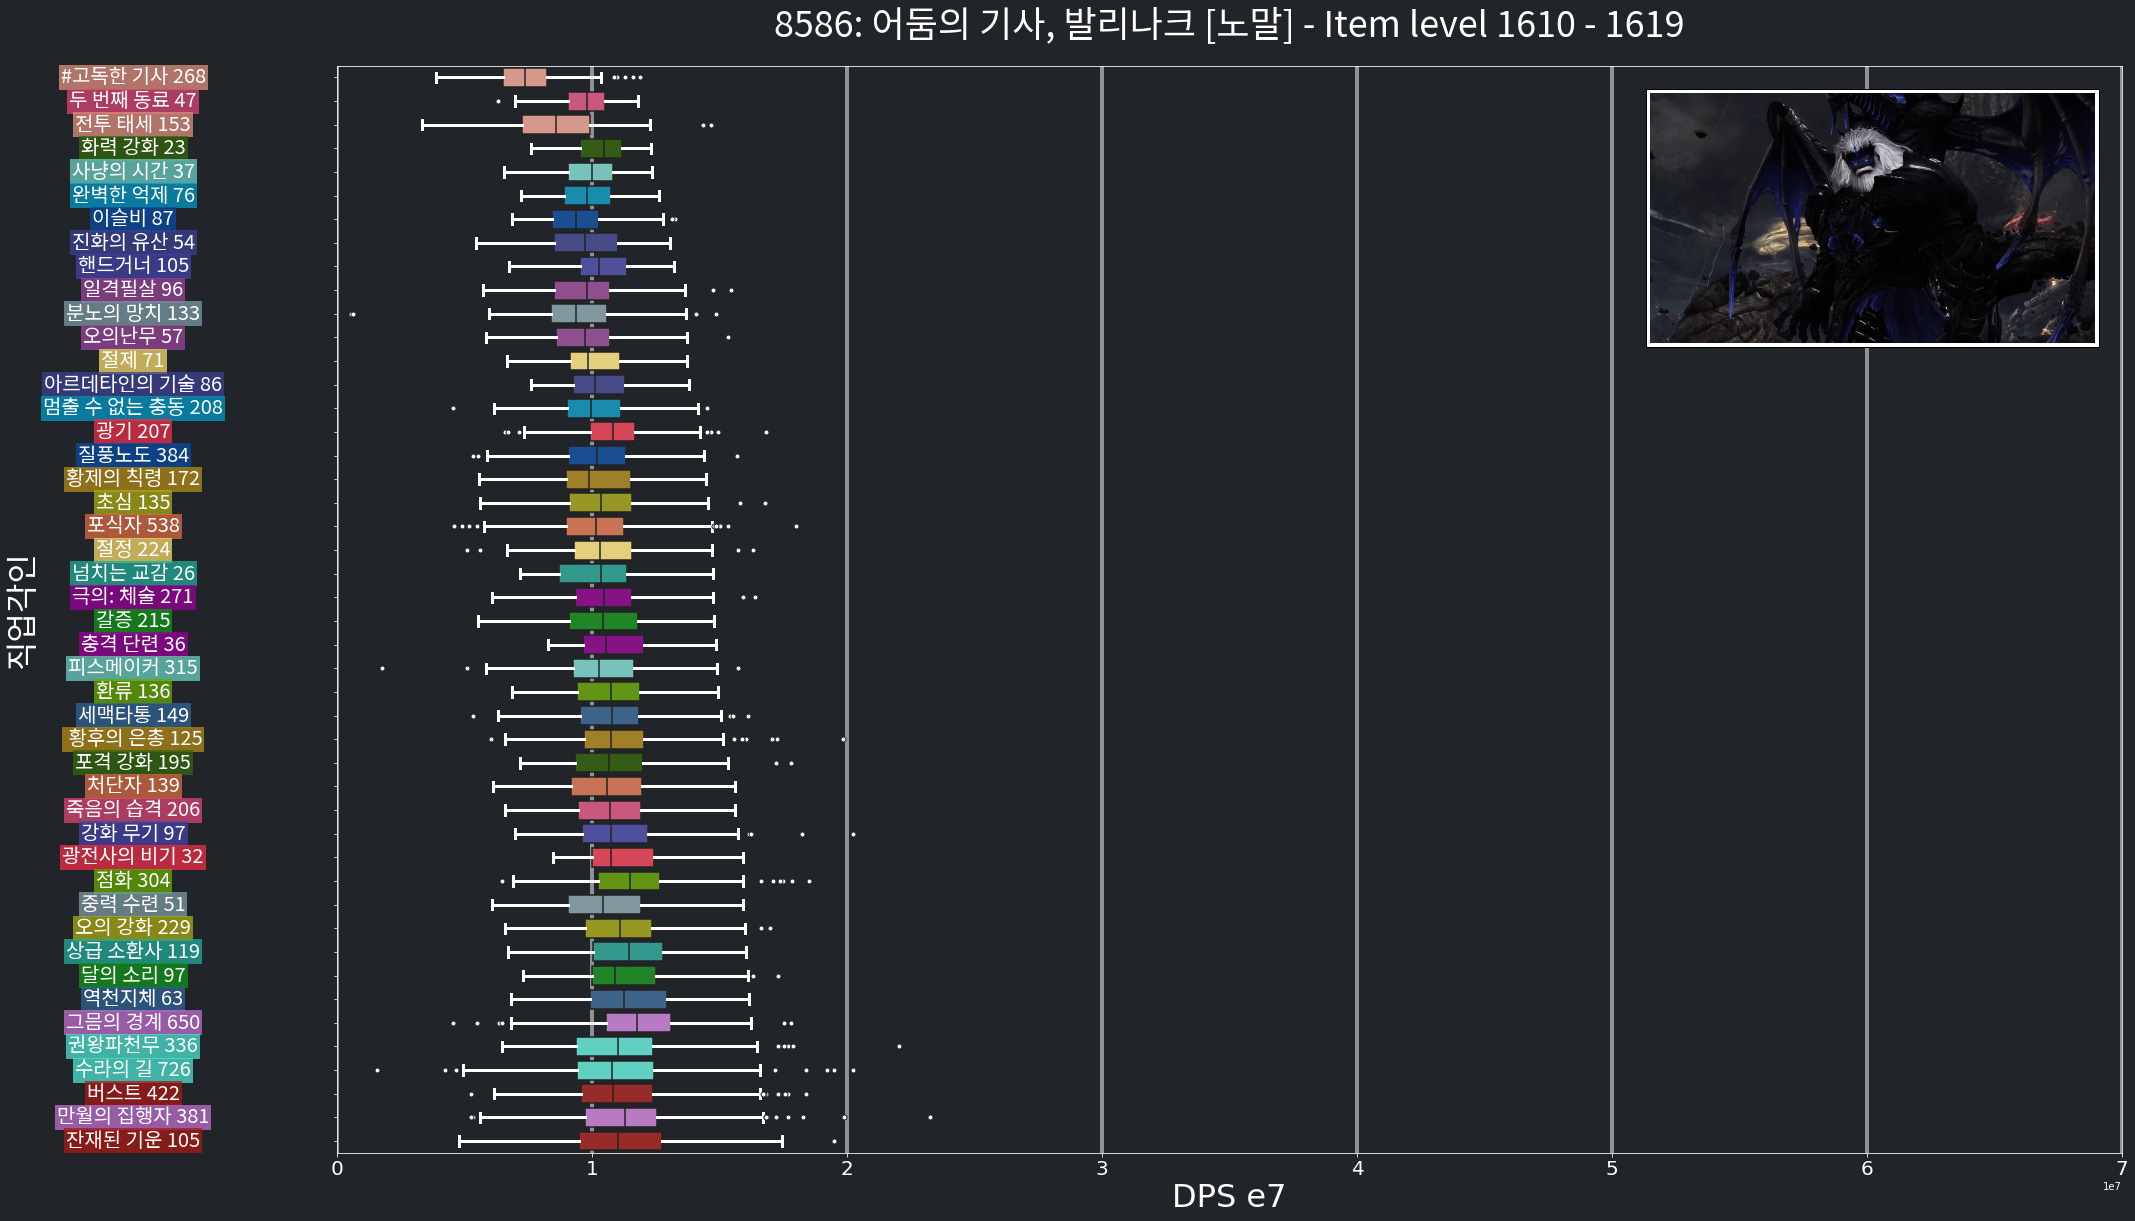 8586: 어둠의 기사, 발리나크 [노말] - Item level 1610 - 1619
#고독한 기사 268
두 번째 동료 47
전투 태세 153
화력 강화 23
사냥의 시간 37
완벽한 억제 76
이슬비 87
진화의 유산 54
핸드거너 105
일격필살 96
분노의 망치 133
오의난무 57
절제 71
아르데타인의 기술 86
멈출 수 없는 충동 208
광기 207
질풍노도 384
황제의 칙령 172
초심 135
포식자 538
절정 224
넘치는 교감 26
극의: 체술 271
갈증 215
충격 단련 36
피스메이커 315
환류 136
세맥타통 149
황후의 은총 125
포격 강화 195
처단자 139
죽음의 습격 206
강화 무기 97
광전사의 비기 32
점화 304
중력 수련 51
오의 강화 229
상급 소환사 119
달의 소리 97
역천지체 63
그믐의 경계 650
권왕파천무 336
수라의 길 726
버스트 422
만월의 집행자 381
잔재된 기운 105
직업각인
0 1 2 3 4 5 6 7
1e7
DPS e7